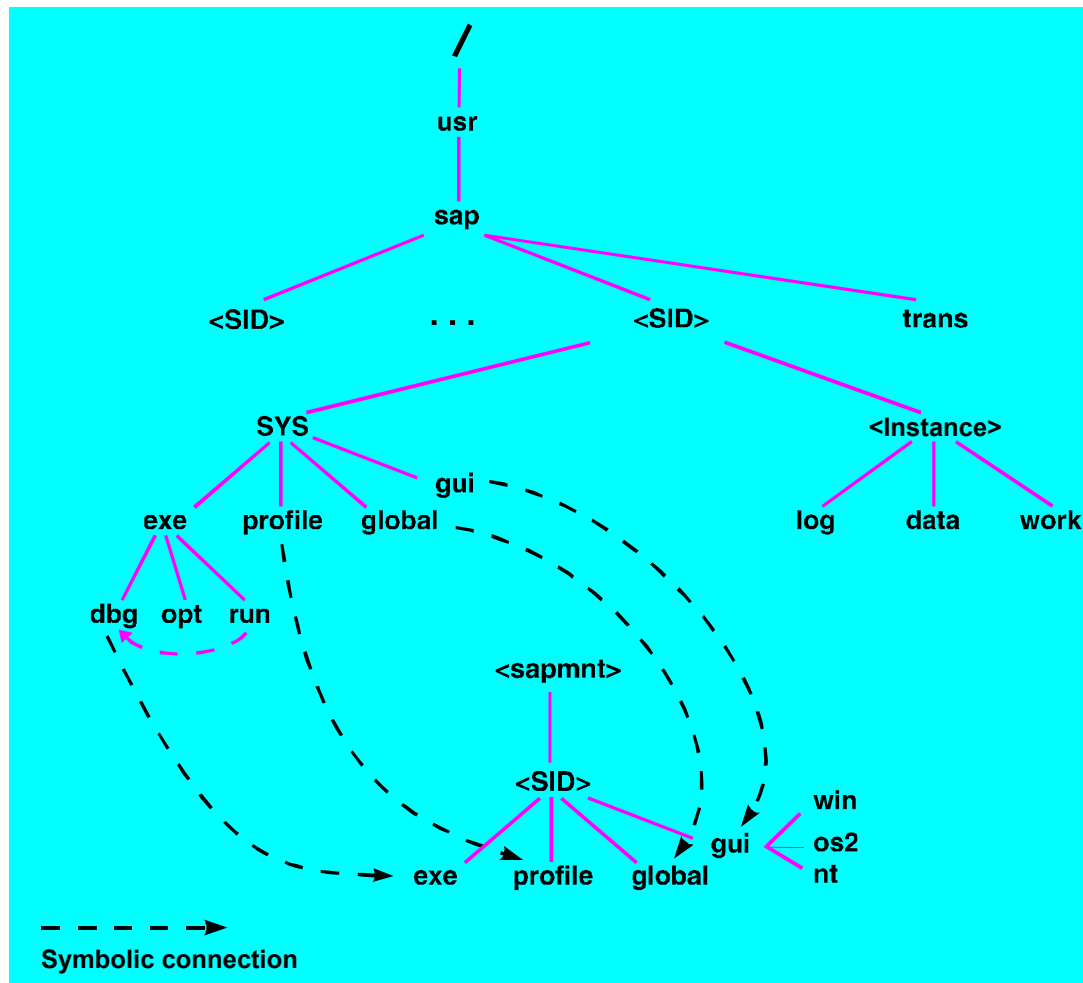 /
usr
sap
<SID> . . . <SID> trans
SYS <Instance>
gui
exe profile global log data work
dbg opt run
<sapmnt>
<SID>
win
gui os2
exe profile global nt
Symbolic connection